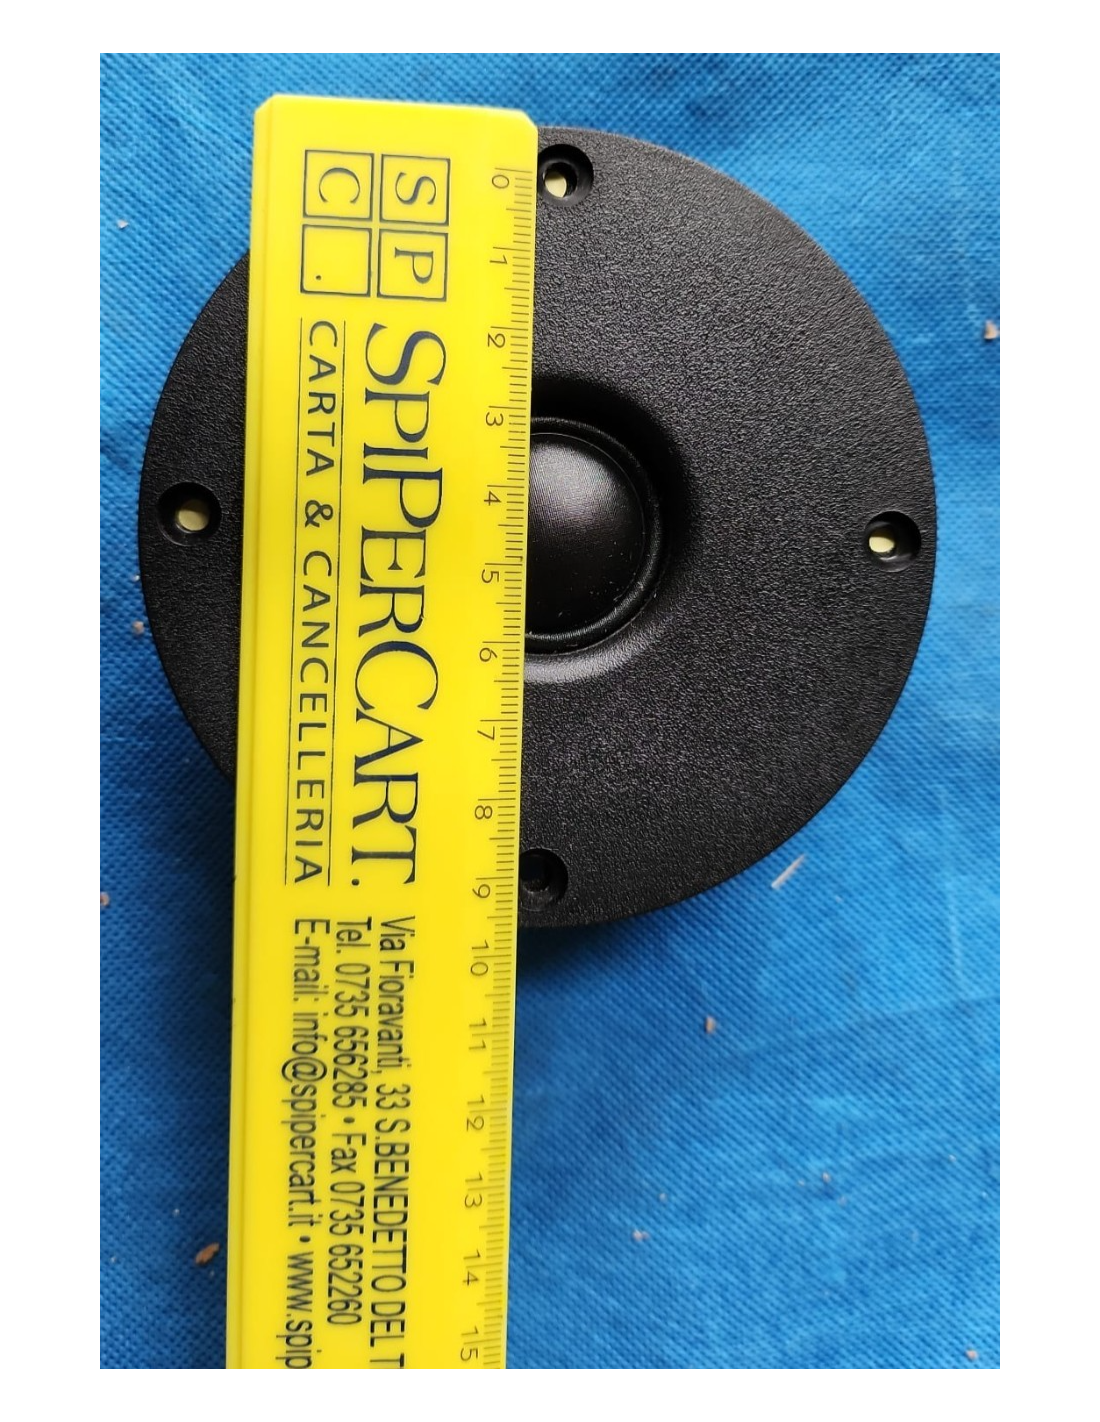 S P
C .
SPIPERCART.
CARTA & CANCELLERIA
Via Fioravanti, 33 S.BENEDETTO DEL T
Tel. 0735 656285 • Fax 0735 652260
E-mail: info@spipercart.it • www.spip
0 1 2 3 4 5 6 7 8 9 10 11 12 13 14 15